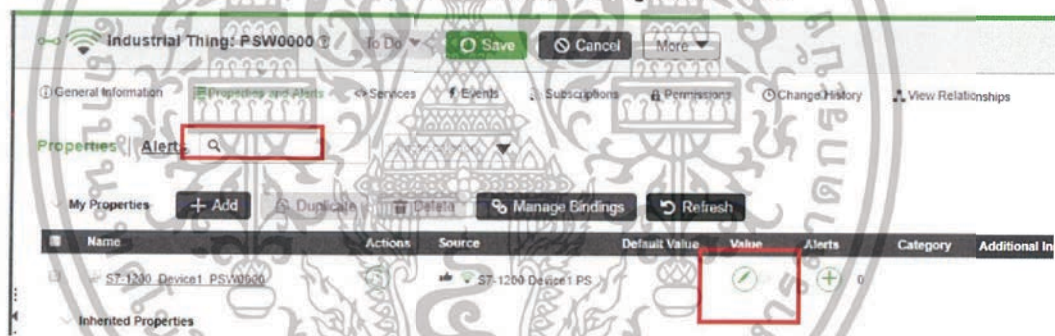 Industrial Thing: PSW0000 To Do Save Cancel More
General Information Properties and Alerts Services Events Subscriptions Permissions Change History View Relationships
Properties Alerts
My Properties + Add Duplicate Delete Manage Bindings Refresh
Name Actions Source Default Value Value Alerts Category Additional In
S7-1200_Device1_PSW0000 S7-1200 Device1 PS 0
Inherited Properties